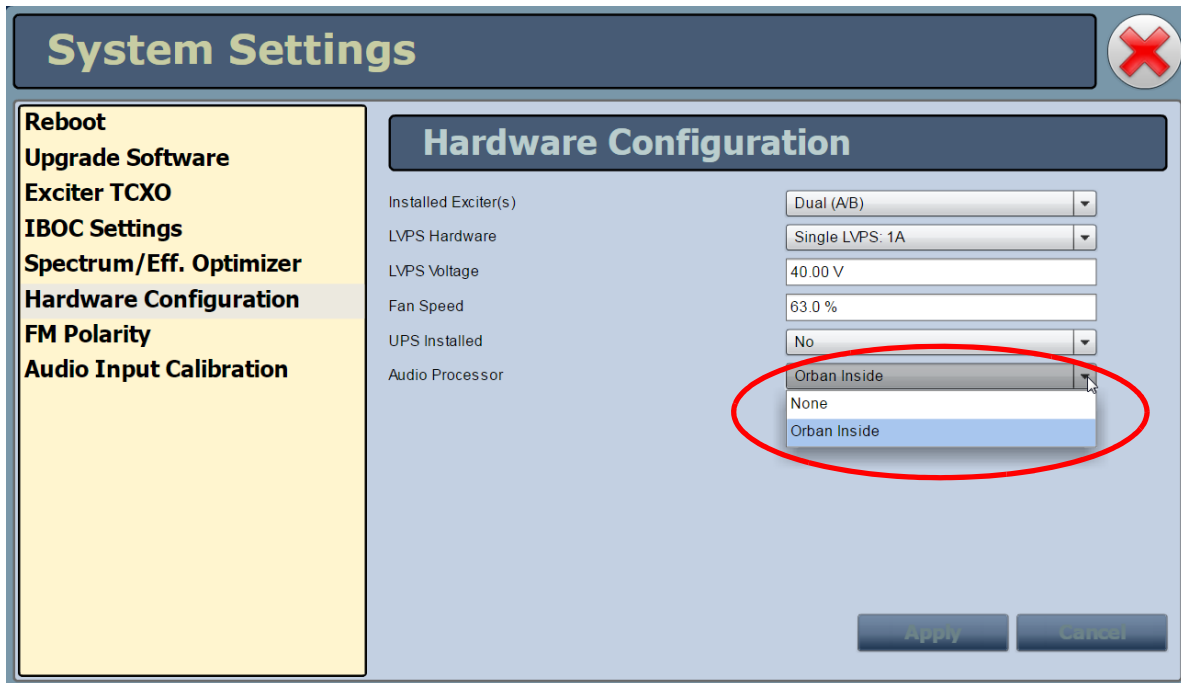 System Settings
Reboot
Upgrade Software
Exciter TCXO
IBOC Settings
Spectrum/Eff. Optimizer
Hardware Configuration
FM Polarity
Audio Input Calibration
Hardware Configuration
Installed Exciter(s) Dual (A/B)
LVPS Hardware Single LVPS: 1A
LVPS Voltage 40.00 V
Fan Speed 63.0 %
UPS Installed No
Audio Processor Orban Inside
None
Orban Inside
Apply Cancel